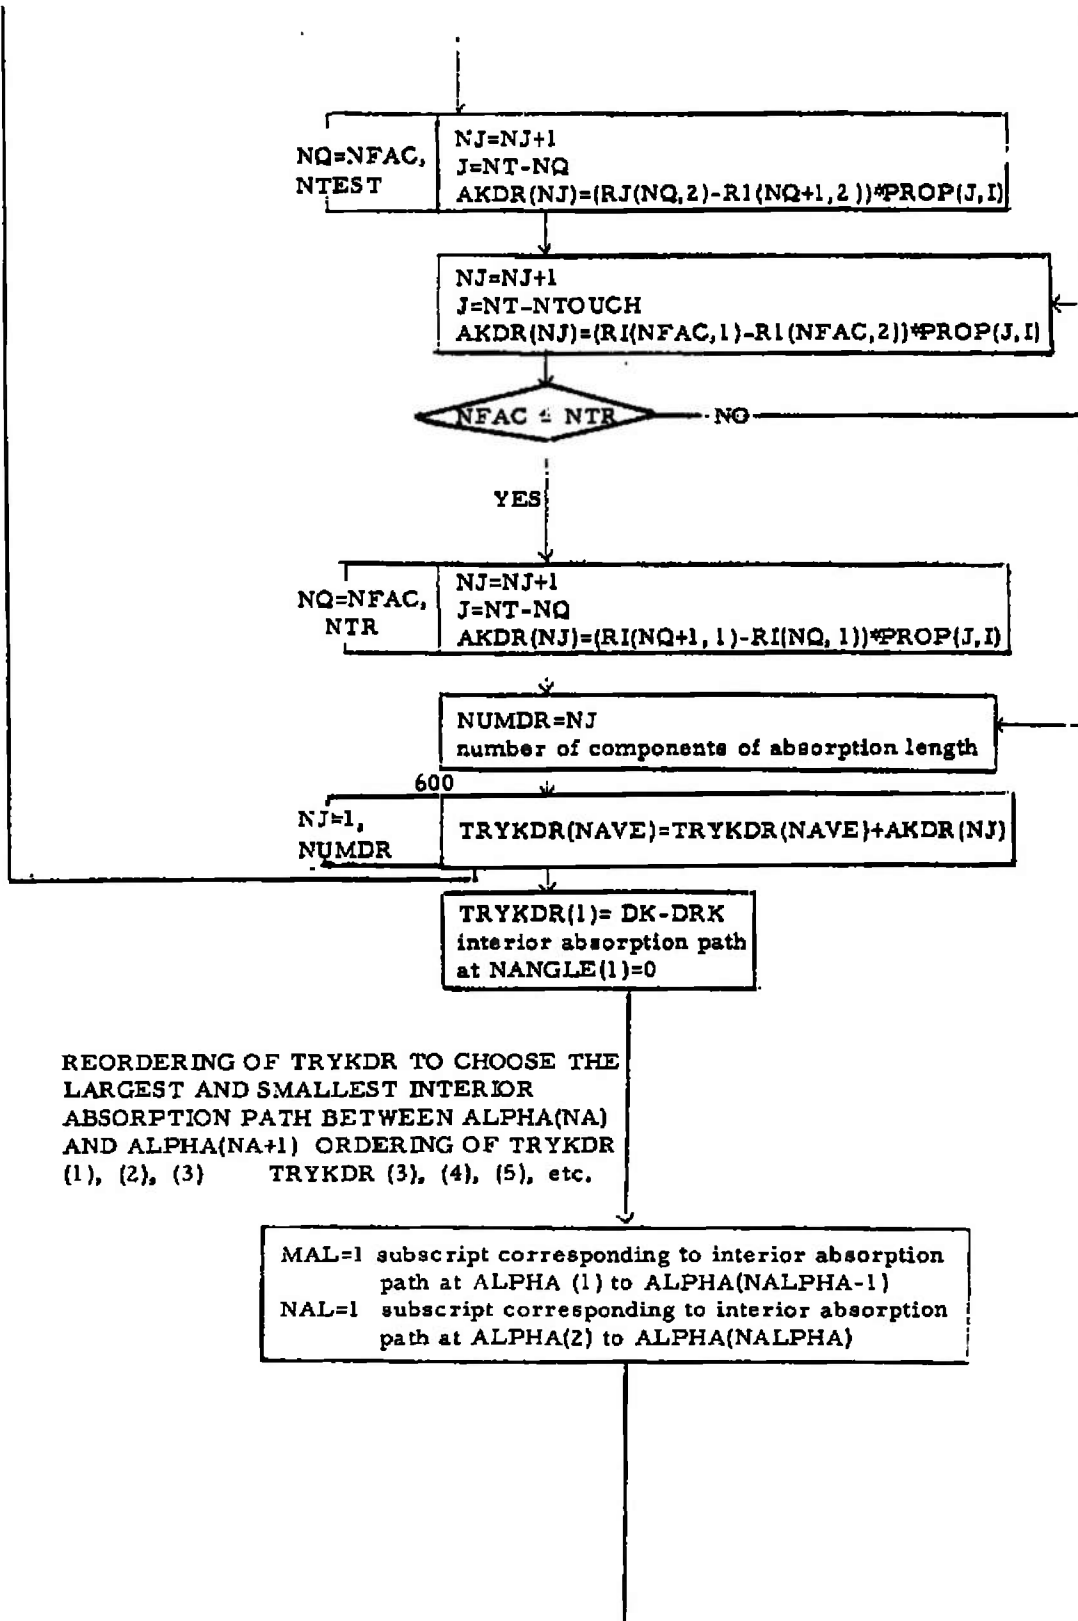 NQ=NFAC,
NTEST
NJ=NJ+1
J=NT-NQ
AKDR(NJ)=(RJ(NQ,2)-R1(NQ+1,2))*PROP(J,I)
NJ=NJ+1
J=NT-NTOUCH
AKDR(NJ)=(RI(NFAC,1)-R1(NFAC,2))*PROP(J,I)
NFAC ≤ NTR
NO
YES
NQ=NFAC,
NTR
NJ=NJ+1
J=NT-NQ
AKDR(NJ)=(RI(NQ+1,1)-RI(NQ,1))*PROP(J,I)
NUMDR=NJ
number of components of absorption length
600
NJ=1,
NUMDR
TRYKDR(NAVE)=TRYKDR(NAVE)+AKDR(NJ)
TRYKDR(1)= DK-DRK
interior absorption path
at NANGLE(1)=0
REORDERING OF TRYKDR TO CHOOSE THE
LARGEST AND SMALLEST INTERIOR
ABSORPTION PATH BETWEEN ALPHA(NA)
AND ALPHA(NA+1) ORDERING OF TRYKDR
(1), (2), (3) TRYKDR (3), (4), (5), etc.
MAL=1 subscript corresponding to interior absorption
path at ALPHA (1) to ALPHA(NALPHA-1)
NAL=1 subscript corresponding to interior absorption
path at ALPHA(2) to ALPHA(NALPHA)